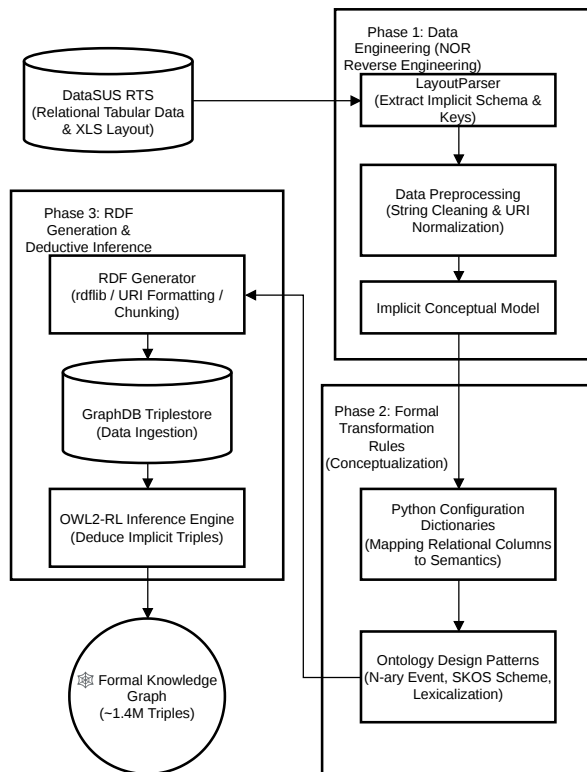 Phase 1: Data
Engineering (NOR
Reverse Engineering)
DataSUS RTS
(Relational Tabular Data
& XLS Layout)
LayoutParser
(Extract Implicit Schema &
Keys)
Data Preprocessing
(String Cleaning & URI
Normalization)
Implicit Conceptual Model
Phase 2: Formal
Transformation
Rules
(Conceptualization)
Python Configuration
Dictionaries
(Mapping Relational Columns
to Semantics)
Ontology Design Patterns
(N-ary Event, SKOS Scheme,
Lexicalization)
Phase 3: RDF
Generation &
Deductive Inference
RDF Generator
(rdflib / URI Formatting /
Chunking)
GraphDB Triplestore
(Data Ingestion)
OWL2-RL Inference Engine
(Deduce Implicit Triples)
🕸 Formal Knowledge
Graph
(~1.4M Triples)